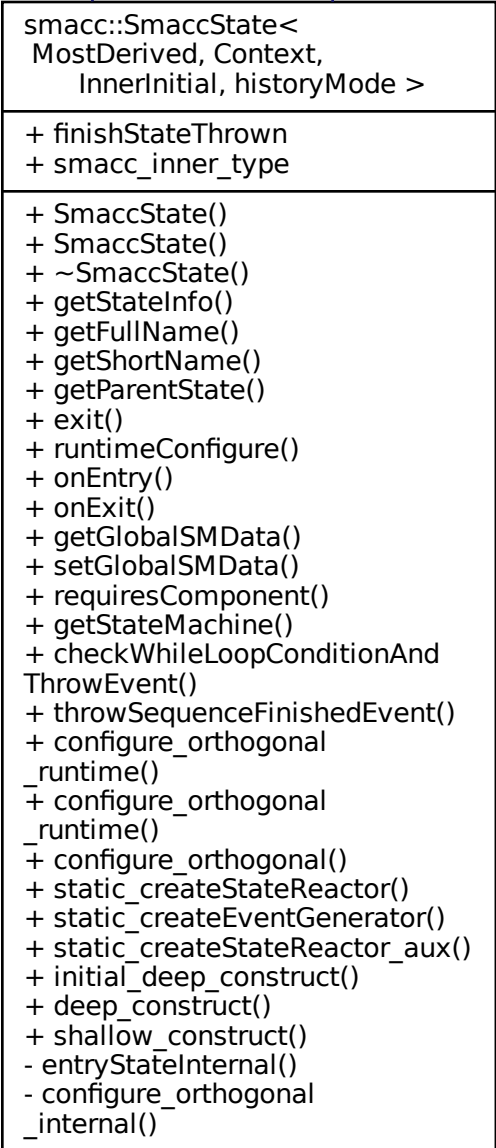 smacc::SmaccState<
MostDerived, Context,
InnerInitial, historyMode >
+ finishStateThrown
+ smacc_inner_type
+ SmaccState()
+ SmaccState()
+ ~SmaccState()
+ getStateInfo()
+ getFullName()
+ getShortName()
+ getParentState()
+ exit()
+ runtimeConfigure()
+ onEntry()
+ onExit()
+ getGlobalSMData()
+ setGlobalSMData()
+ requiresComponent()
+ getStateMachine()
+ checkWhileLoopConditionAnd
ThrowEvent()
+ throwSequenceFinishedEvent()
+ configure_orthogonal
_runtime()
+ configure_orthogonal
_runtime()
+ configure_orthogonal()
+ static_createStateReactor()
+ static_createEventGenerator()
+ static_createStateReactor_aux()
+ initial_deep_construct()
+ deep_construct()
+ shallow_construct()
- entryStateInternal()
- configure_orthogonal
_internal()